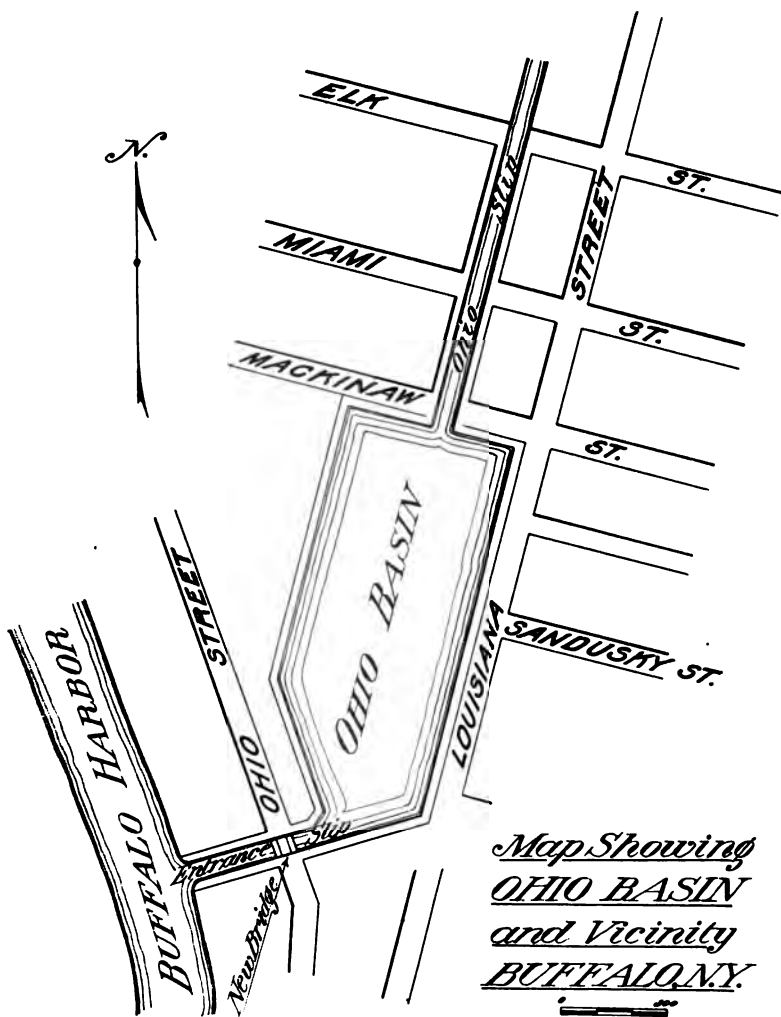 ELK
ST.
N.
Slip
STREET
MIAMI
ST.
Ohio
MACKINAW
ST.
OHIO BASIN
STREET
OHIO
LOUISIANA
SANDUSKY ST.
BUFFALO HARBOR
Entrance Slip
New Bridge
Map Showing
OHIO BASIN
and Vicinity
BUFFALO, N.Y.
0